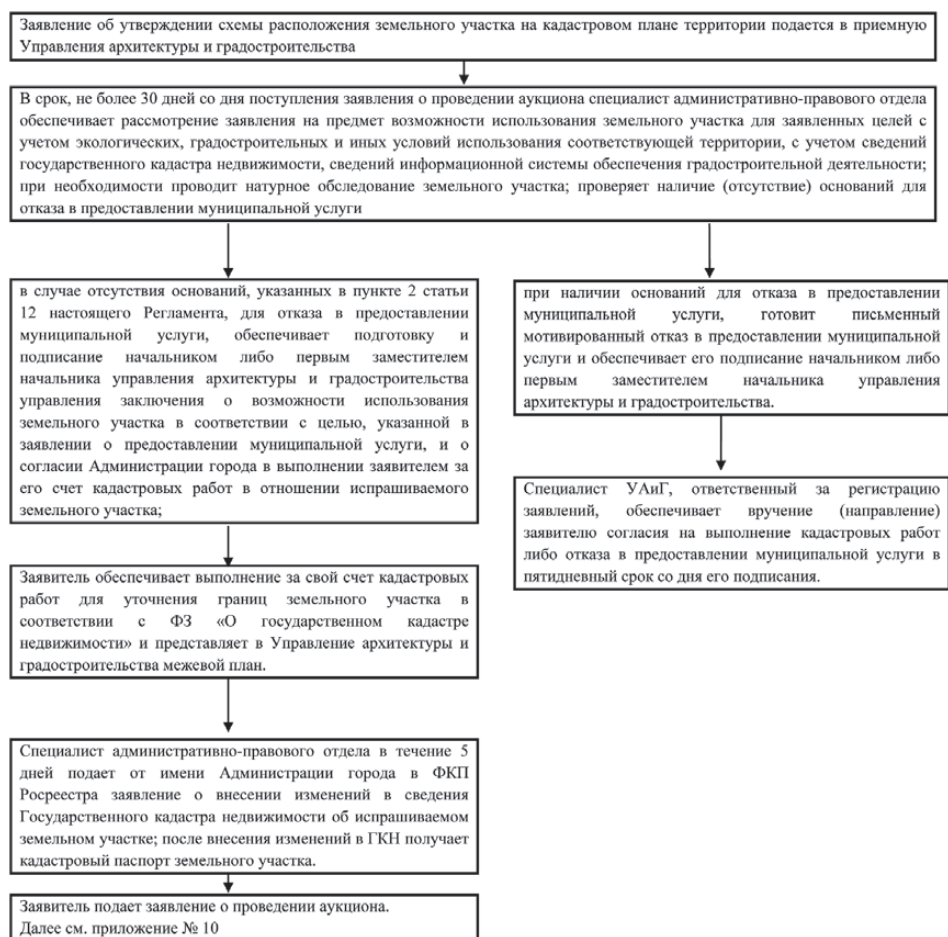 Заявление об утверждении схемы расположения земельного участка на кадастровом плане территории подается в приемную
Управления архитектуры и градостроительства
В срок, не более 30 дней со дня поступления заявления о проведении аукциона специалист административно-правового отдела
обеспечивает рассмотрение заявления на предмет возможности использования земельного участка для заявленных целей с
учетом экологических, градостроительных и иных условий использования соответствующей территории, с учетом сведений
государственного кадастра недвижимости, сведений информационной системы обеспечения градостроительной деятельности;
при необходимости проводит натурное обследование земельного участка; проверяет наличие (отсутствие) оснований для
отказа в предоставлении муниципальной услуги
в случае отсутствия оснований, указанных в пункте 2 статьи
12 настоящего Регламента, для отказа в предоставлении
муниципальной услуги, обеспечивает подготовку и
подписание начальником либо первым заместителем
начальника управления архитектуры и градостроительства
управления заключения о возможности использования
земельного участка в соответствии с целью, указанной в
заявлении о предоставлении муниципальной услуги, и о
согласии Администрации города в выполнении заявителем за
его счет кадастровых работ в отношении испрашиваемого
земельного участка;
при наличии оснований для отказа в предоставлении
муниципальной услуги, готовит письменный
мотивированный отказ в предоставлении муниципальной
услуги и обеспечивает его подписание начальником либо
первым заместителем начальника управления
архитектуры и градостроительства.
Специалист УАиГ, ответственный за регистрацию
заявлений, обеспечивает вручение (направление)
заявителю согласия на выполнение кадастровых работ
либо отказа в предоставлении муниципальной услуги в
пятидневный срок со дня его подписания.
Заявитель обеспечивает выполнение за свой счет кадастровых
работ для уточнения границ земельного участка в
соответствии с ФЗ «О государственном кадастре
недвижимости» и представляет в Управление архитектуры и
градостроительства межевой план.
Специалист административно-правового отдела в течение 5
дней подает от имени Администрации города в ФКП
Росреестра заявление о внесении изменений в сведения
Государственного кадастра недвижимости об испрашиваемом
земельном участке; после внесения изменений в ГКН получает
кадастровый паспорт земельного участка.
Заявитель подает заявление о проведении аукциона.
Далее см. приложение № 10